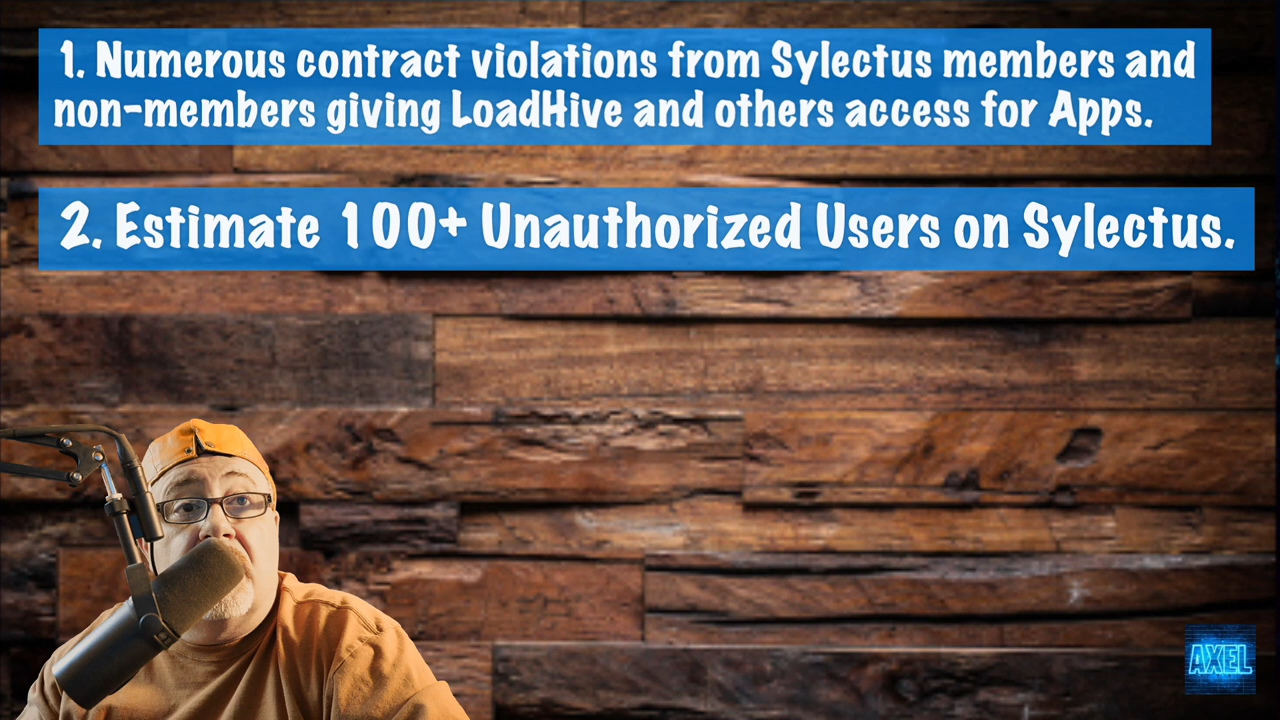 1. Numerous contract violations from Sylectus members and
non-members giving LoadHive and others access for Apps.
2. Estimate 100+ Unauthorized Users on Sylectus.
AXEL